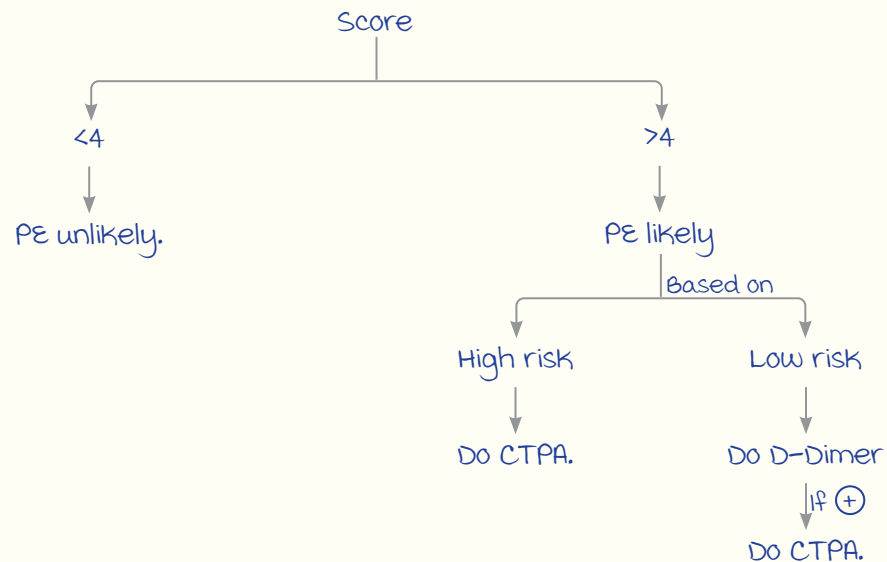 Score
<4
>4
PE unlikely.
PE likely
Based on
High risk
Low risk
Do CTPA.
Do D-Dimer
If +
Do CTPA.